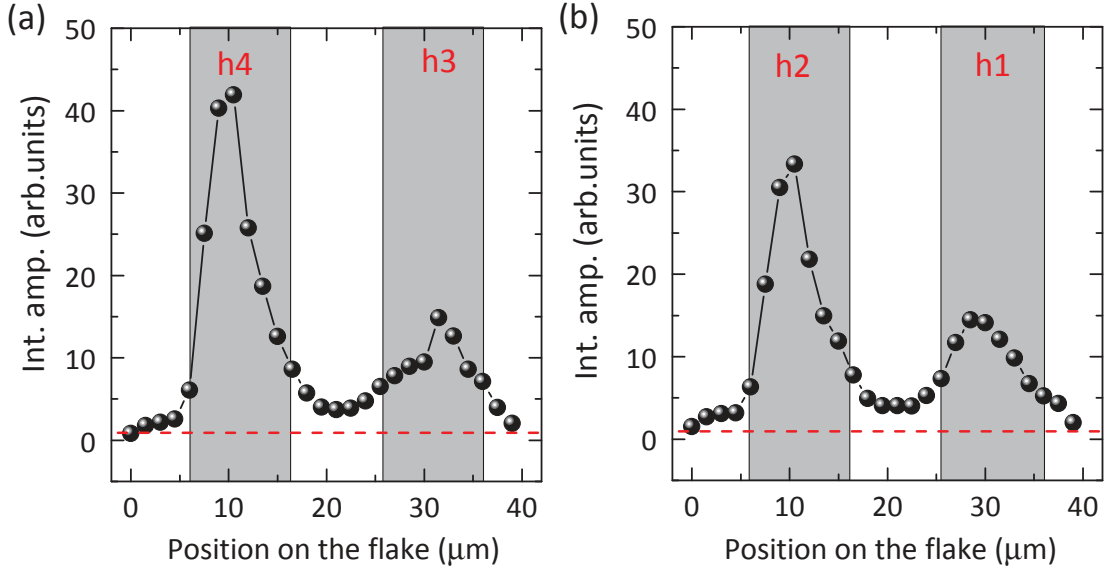 (a)
h4
h3
50
40
30
20
10
0
Int. amp. (arb.units)
0 10 20 30 40
Position on the flake (μm)
(b)
h2
h1
50
40
30
20
10
0
Int. amp. (arb.units)
0 10 20 30 40
Position on the flake (μm)